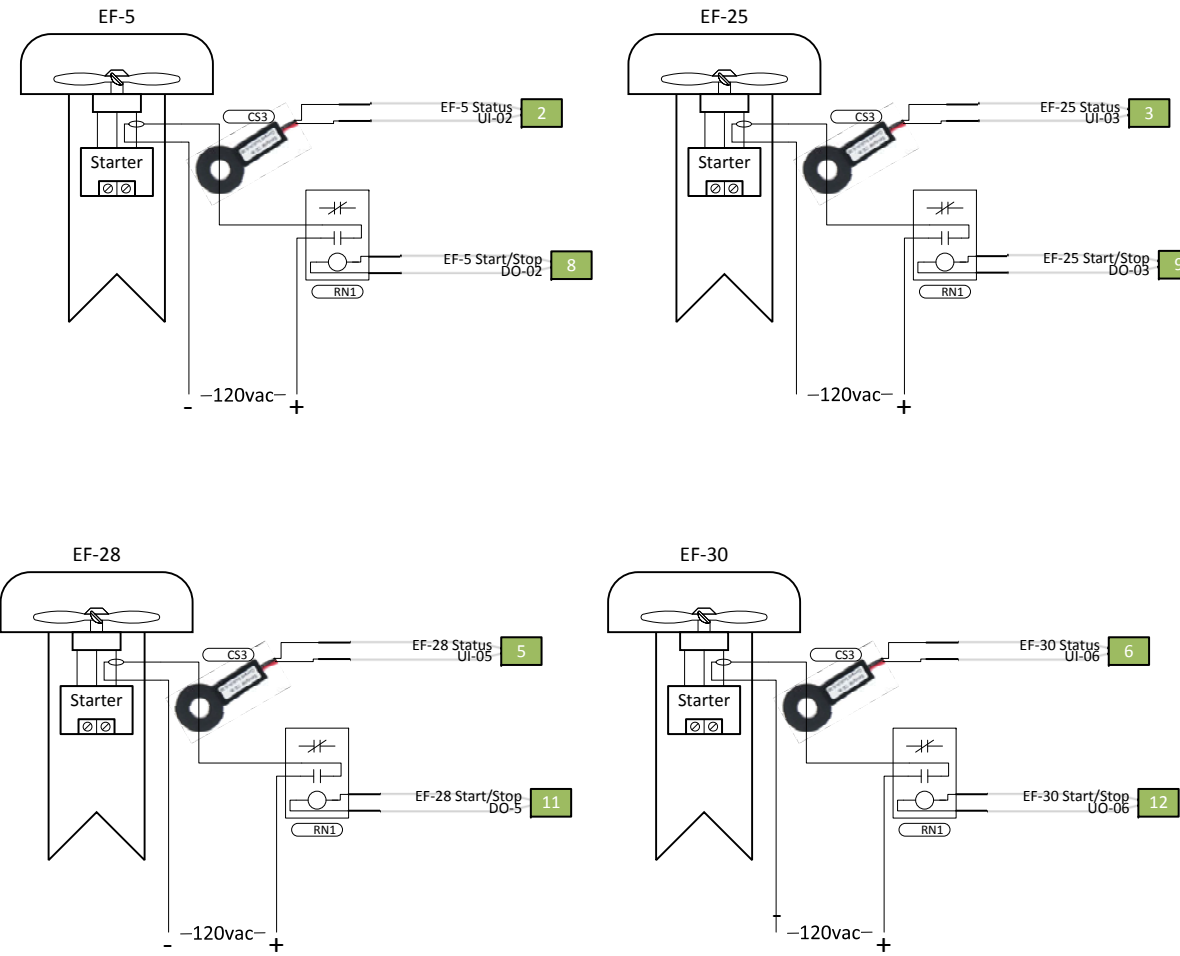 EF-5
CS3
EF-5 Status
UI-02
2
Starter
EF-5 Start/Stop
DO-02
8
RN1
-120vac-
- +
EF-25
CS3
EF-25 Status
UI-03
3
Starter
EF-25 Start/Stop
DO-03
9
RN1
-120vac-
+
EF-28
CS3
EF-28 Status
UI-05
5
Starter
EF-28 Start/Stop
DO-5
11
RN1
-120vac-
- +
EF-30
CS3
EF-30 Status
UI-06
6
Starter
EF-30 Start/Stop
UO-06
12
RN1
-
-120vac-
+